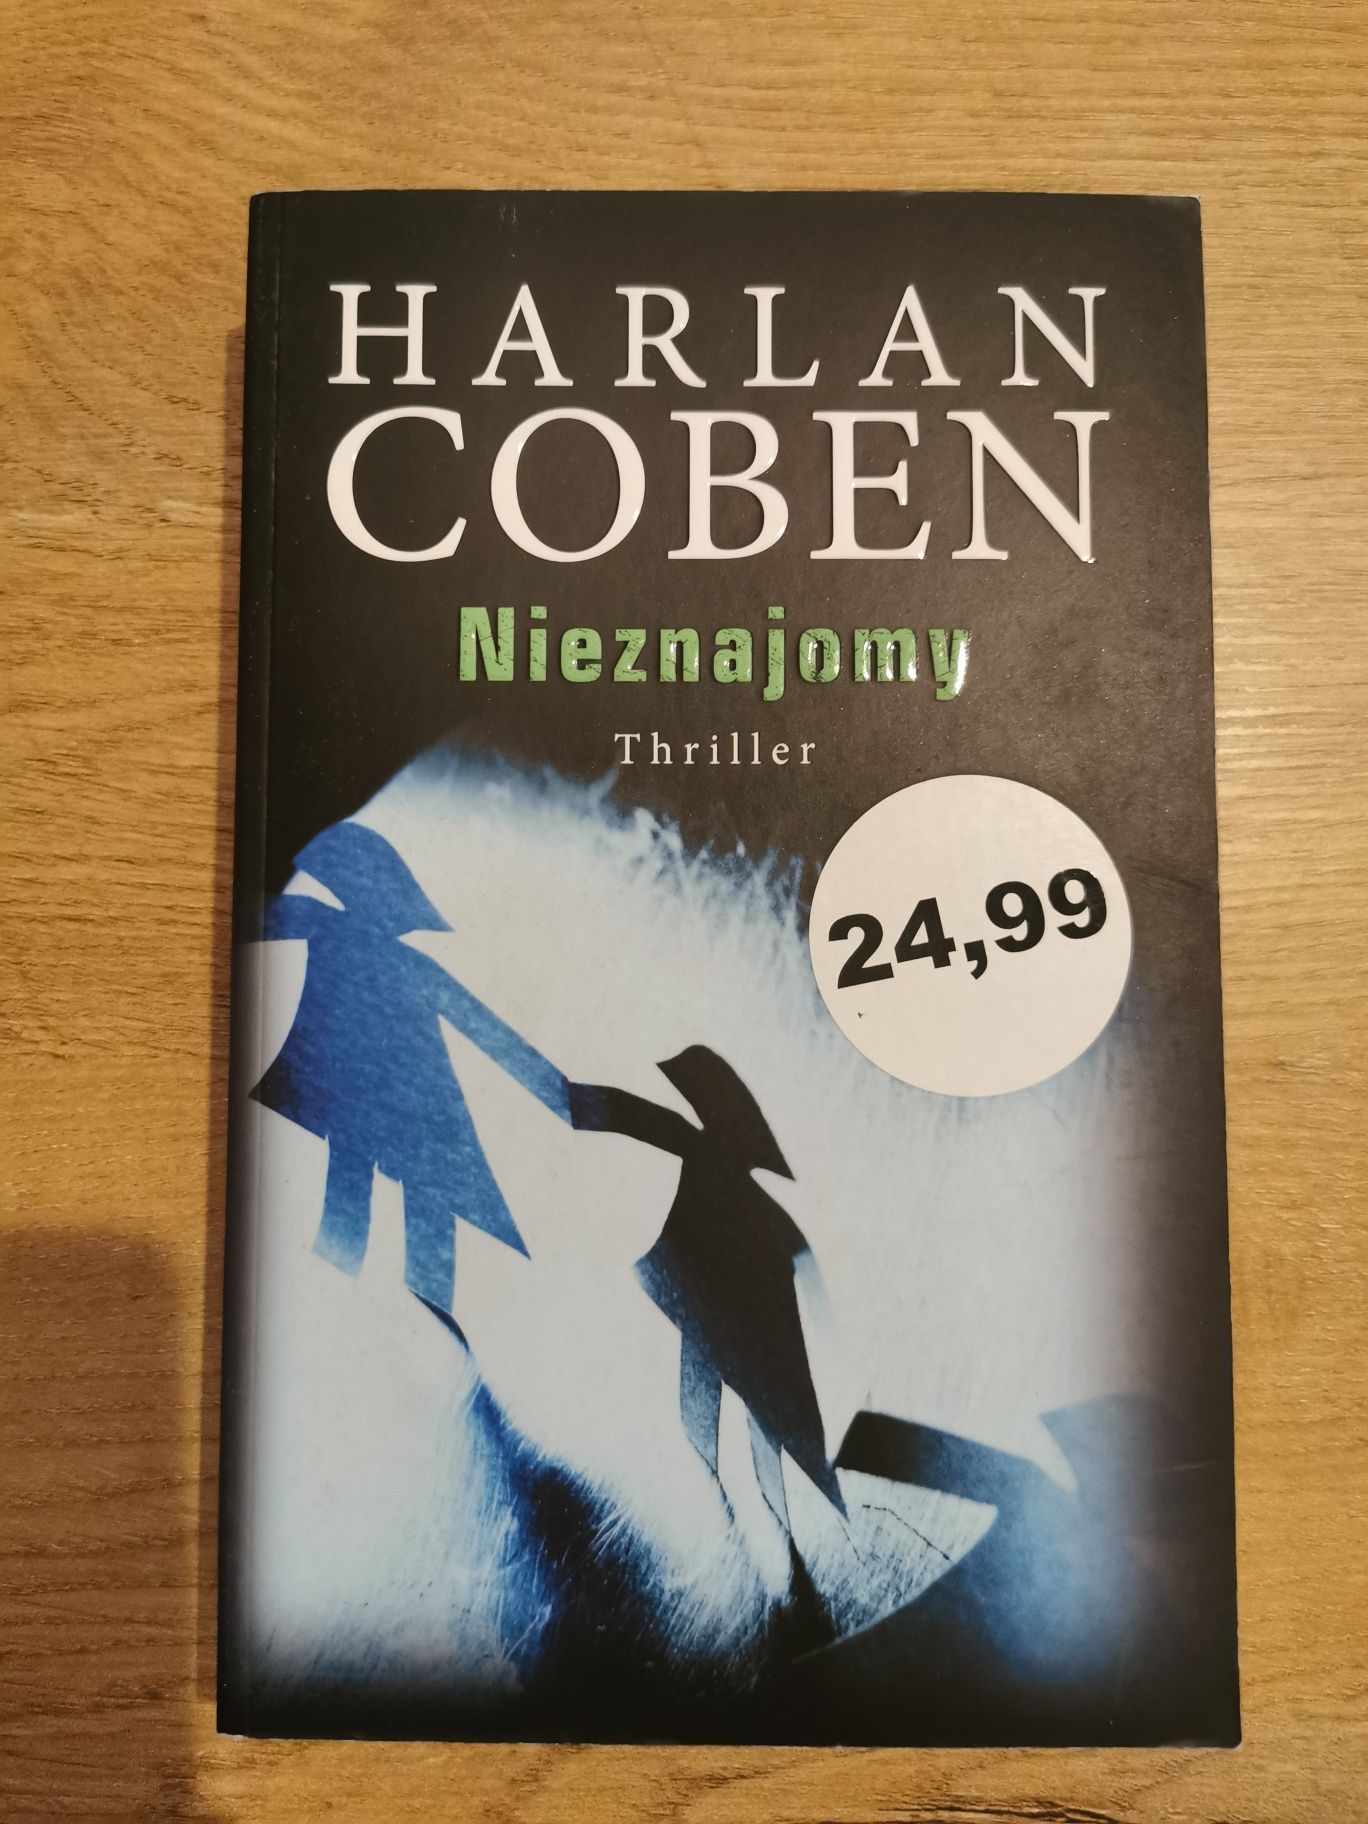 HARLAN
COBEN
Nieznajomy
Thriller
24,99